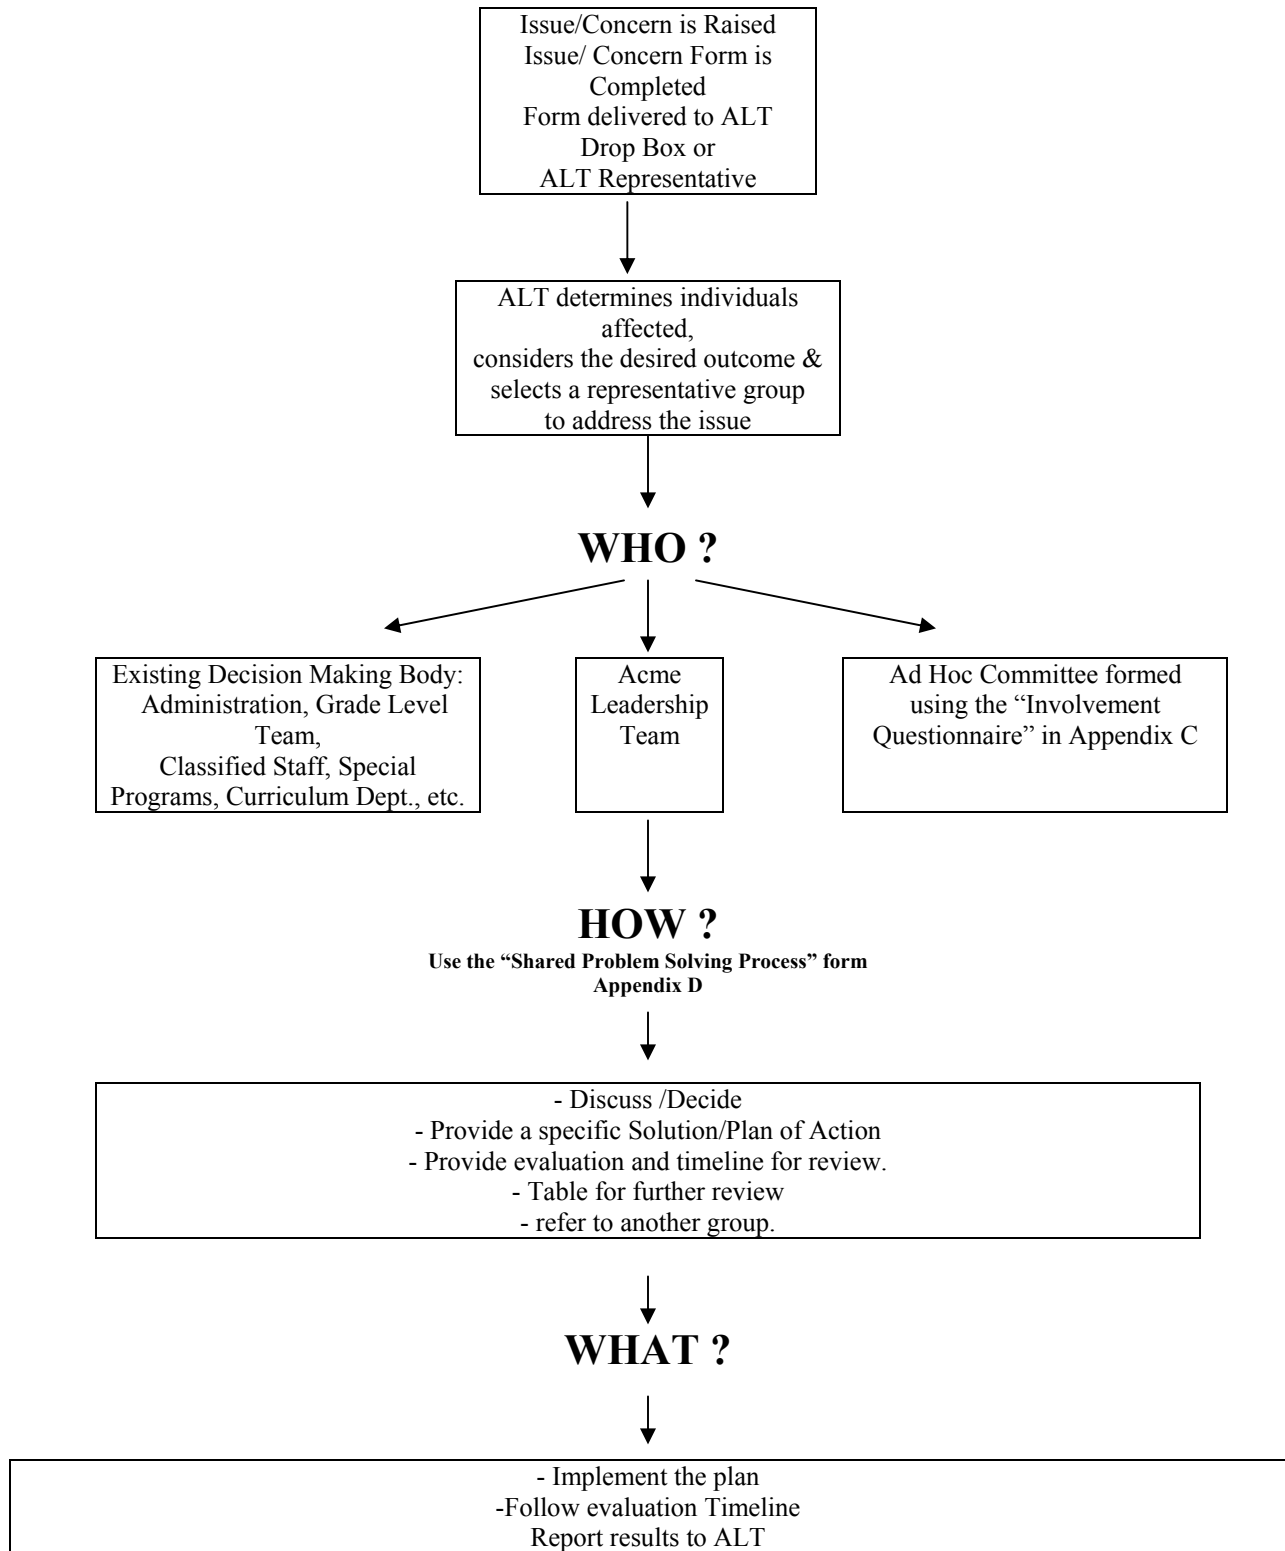 Issue/Concern is Raised
Issue/ Concern Form is
Completed
Form delivered to ALT
Drop Box or
ALT Representative
ALT determines individuals
affected,
considers the desired outcome &
selects a representative group
to address the issue
WHO ?
Existing Decision Making Body:
Administration, Grade Level
Team,
Classified Staff, Special
Programs, Curriculum Dept., etc.
Acme
Leadership
Team
Ad Hoc Committee formed
using the “Involvement
Questionnaire” in Appendix C
HOW ?
Use the “Shared Problem Solving Process” form
Appendix D
- Discuss /Decide
- Provide a specific Solution/Plan of Action
- Provide evaluation and timeline for review.
- Table for further review
- refer to another group.
WHAT ?
- Implement the plan
-Follow evaluation Timeline
Report results to ALT